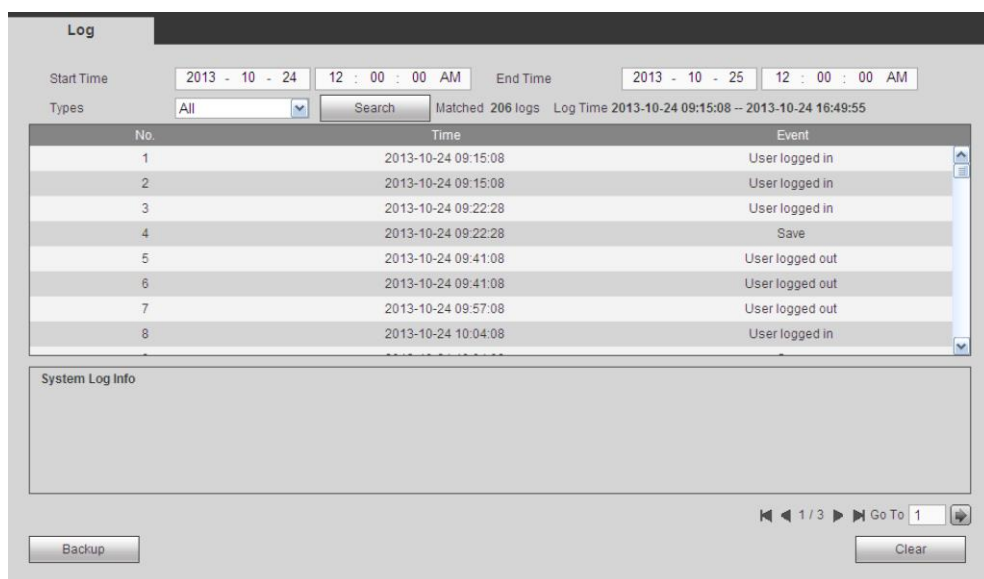 Log
Start Time 2013 - 10 - 24 12 : 00 : 00 AM End Time 2013 - 10 - 25 12 : 00 : 00 AM
Types All Search Matched 206 logs Log Time 2013-10-24 09:15:08 -- 2013-10-24 16:49:55
No. Time Event
1 2013-10-24 09:15:08 User logged in
2 2013-10-24 09:15:08 User logged in
3 2013-10-24 09:22:28 User logged in
4 2013-10-24 09:22:28 Save
5 2013-10-24 09:41:08 User logged out
6 2013-10-24 09:41:08 User logged out
7 2013-10-24 09:57:08 User logged out
8 2013-10-24 10:04:08 User logged in
System Log Info
1 / 3 Go To 1
Backup Clear